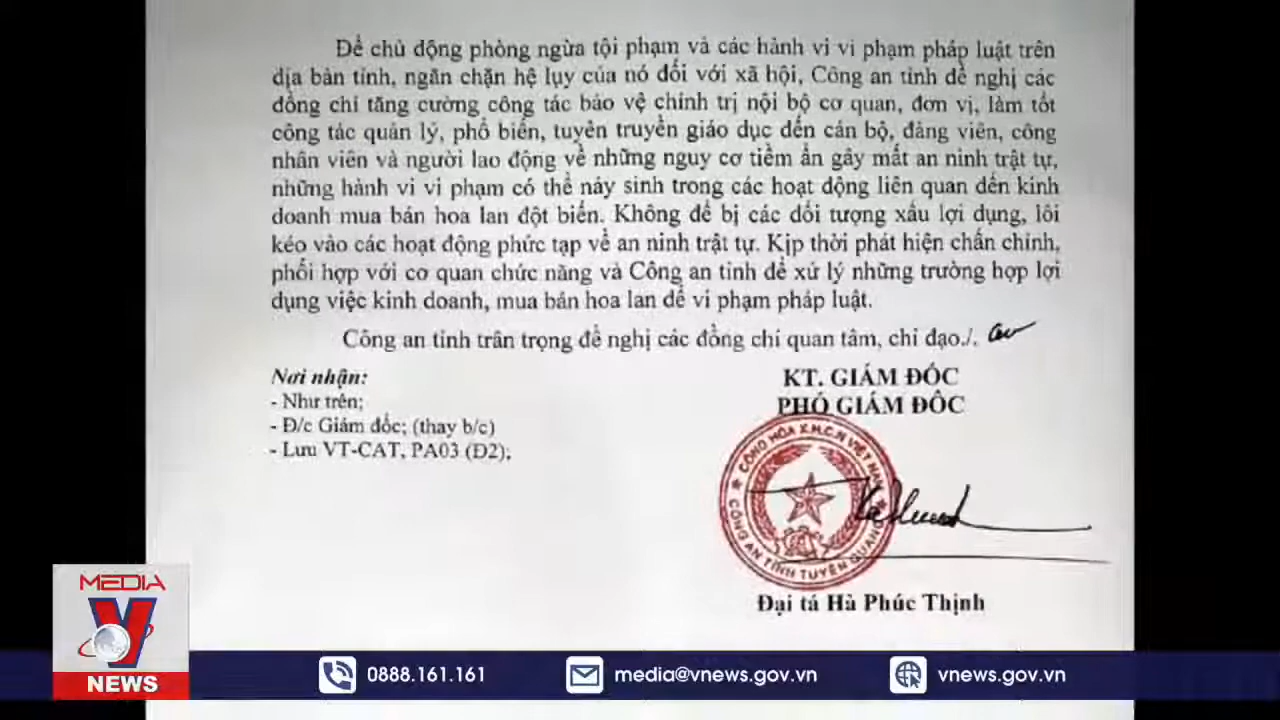 Để chủ động phòng ngừa tội phạm và các hành vi vi phạm pháp luật trên
địa bàn tỉnh, ngăn chặn hệ lụy của nó đối với xã hội, Công an tỉnh đề nghị các
đồng chí tăng cường công tác bảo vệ chính trị nội bộ cơ quan, đơn vị, làm tốt
công tác quản lý, phổ biến, tuyên truyền giáo dục đến cán bộ, đảng viên, công
nhân viên và người lao động về những nguy cơ tiềm ẩn gây mất an ninh trật tự,
những hành vi vi phạm có thể nảy sinh trong các hoạt động liên quan đến kinh
doanh mua bán hoa lan đột biến. Không để bị các đối tượng xấu lợi dụng, lôi
kéo vào các hoạt động phức tạp về an ninh trật tự. Kịp thời phát hiện chấn chỉnh,
phối hợp với cơ quan chức năng và Công an tỉnh để xử lý những trường hợp lợi
dụng việc kinh doanh, mua bán hoa lan để vi phạm pháp luật.
Công an tỉnh trân trọng đề nghị các đồng chí quan tâm, chỉ đạo./.
Nơi nhận:
- Như trên;
- Đ/c Giám đốc; (thay b/c)
- Lưu VT-CAT, PA03 (Đ2);
KT. GIÁM ĐỐC
PHÓ GIÁM ĐỐC
CỘNG HÒA X.H.C.N VIỆT NAM
CÔNG AN TỈNH TUYÊN QUANG
Đại tá Hà Phúc Thịnh
MEDIA
V
NEWS
0888.161.161
media@vnews.gov.vn
vnews.gov.vn